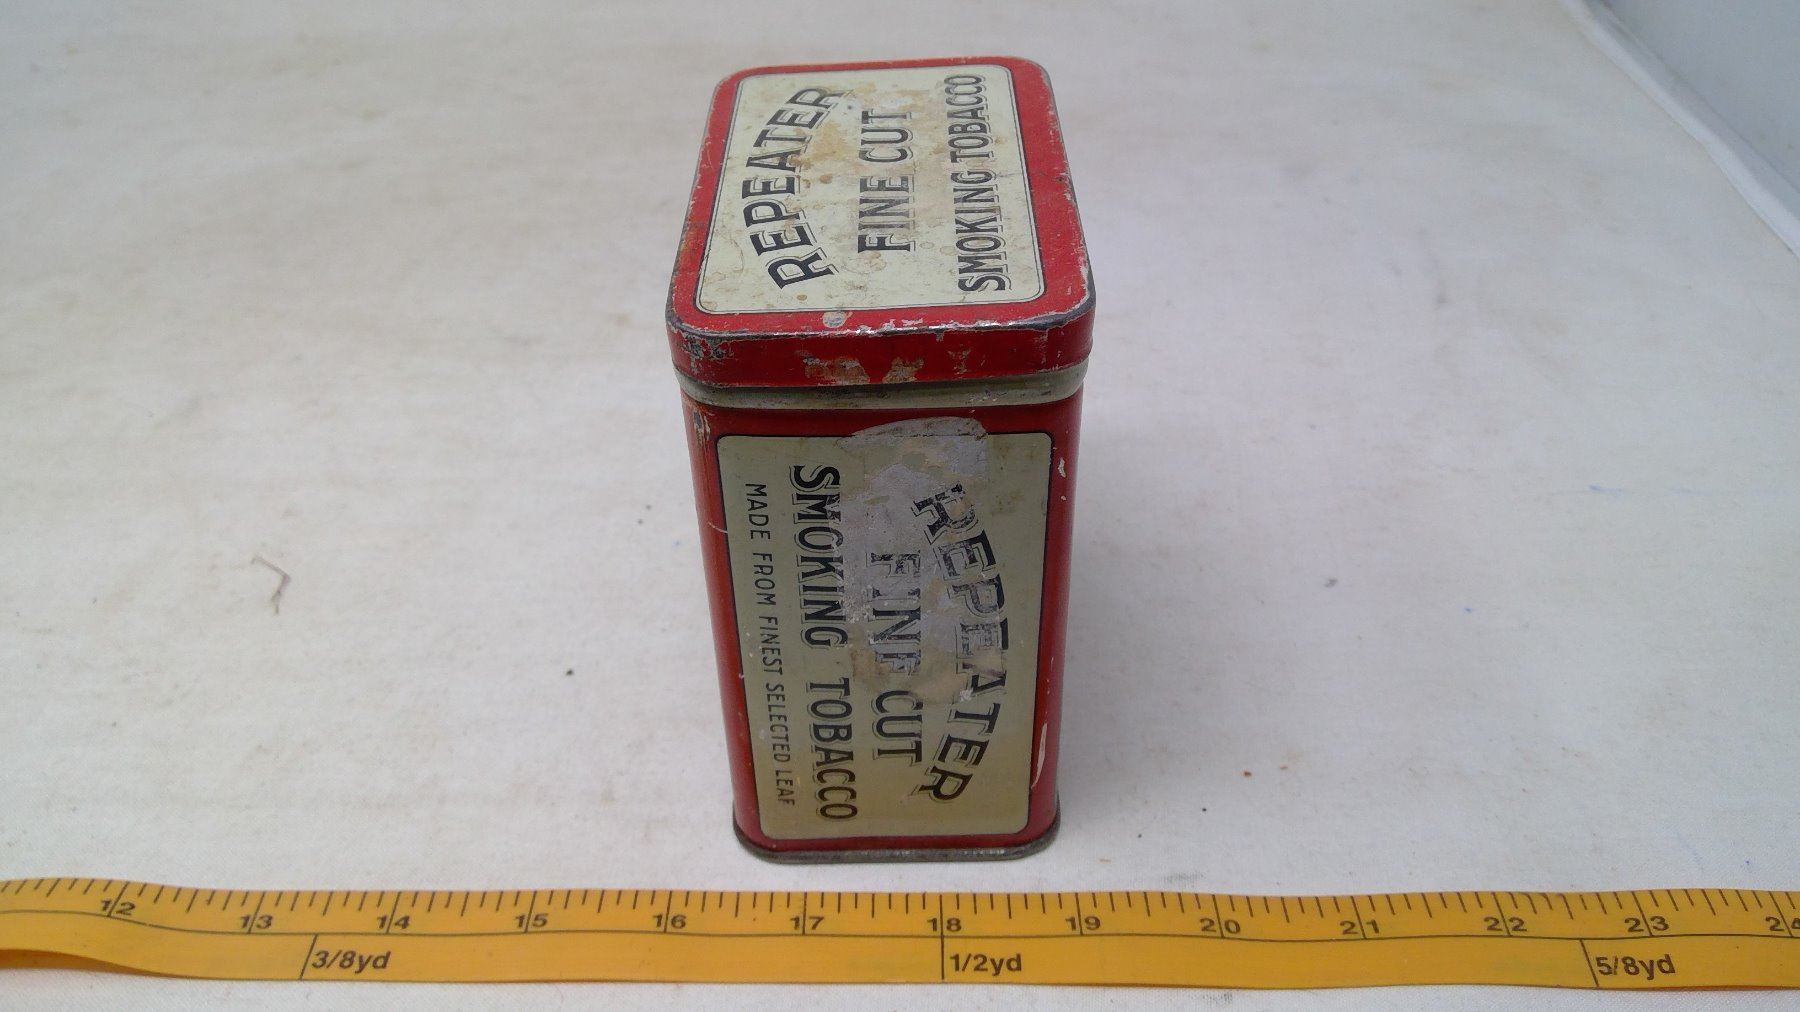 REPEATER
FINE CUT
SMOKING TOBACCO
REPEATER
FINE CUT
SMOKING TOBACCO
MADE FROM FINEST SELECTED LEAF
12 13 14 15 16 17 18 19 20 21 22 23 24
3/8yd 1/2yd 5/8yd